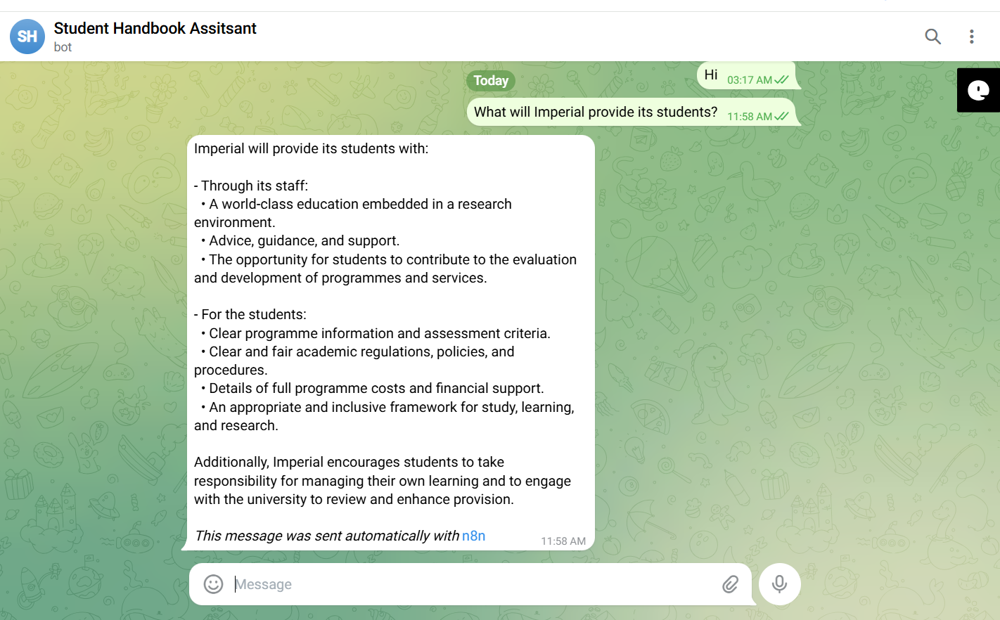 SH
Student Handbook Assitsant
bot
Hi 03:17 AM
Today
What will Imperial provide its students? 11:58 AM
Imperial will provide its students with:
- Through its staff:
• A world-class education embedded in a research
environment.
• Advice, guidance, and support.
• The opportunity for students to contribute to the evaluation
and development of programmes and services.
- For the students:
• Clear programme information and assessment criteria.
• Clear and fair academic regulations, policies, and
procedures.
• Details of full programme costs and financial support.
• An appropriate and inclusive framework for study, learning,
and research.
Additionally, Imperial encourages students to take
responsibility for managing their own learning and to engage
with the university to review and enhance provision.
This message was sent automatically with n8n
11:58 AM
Message